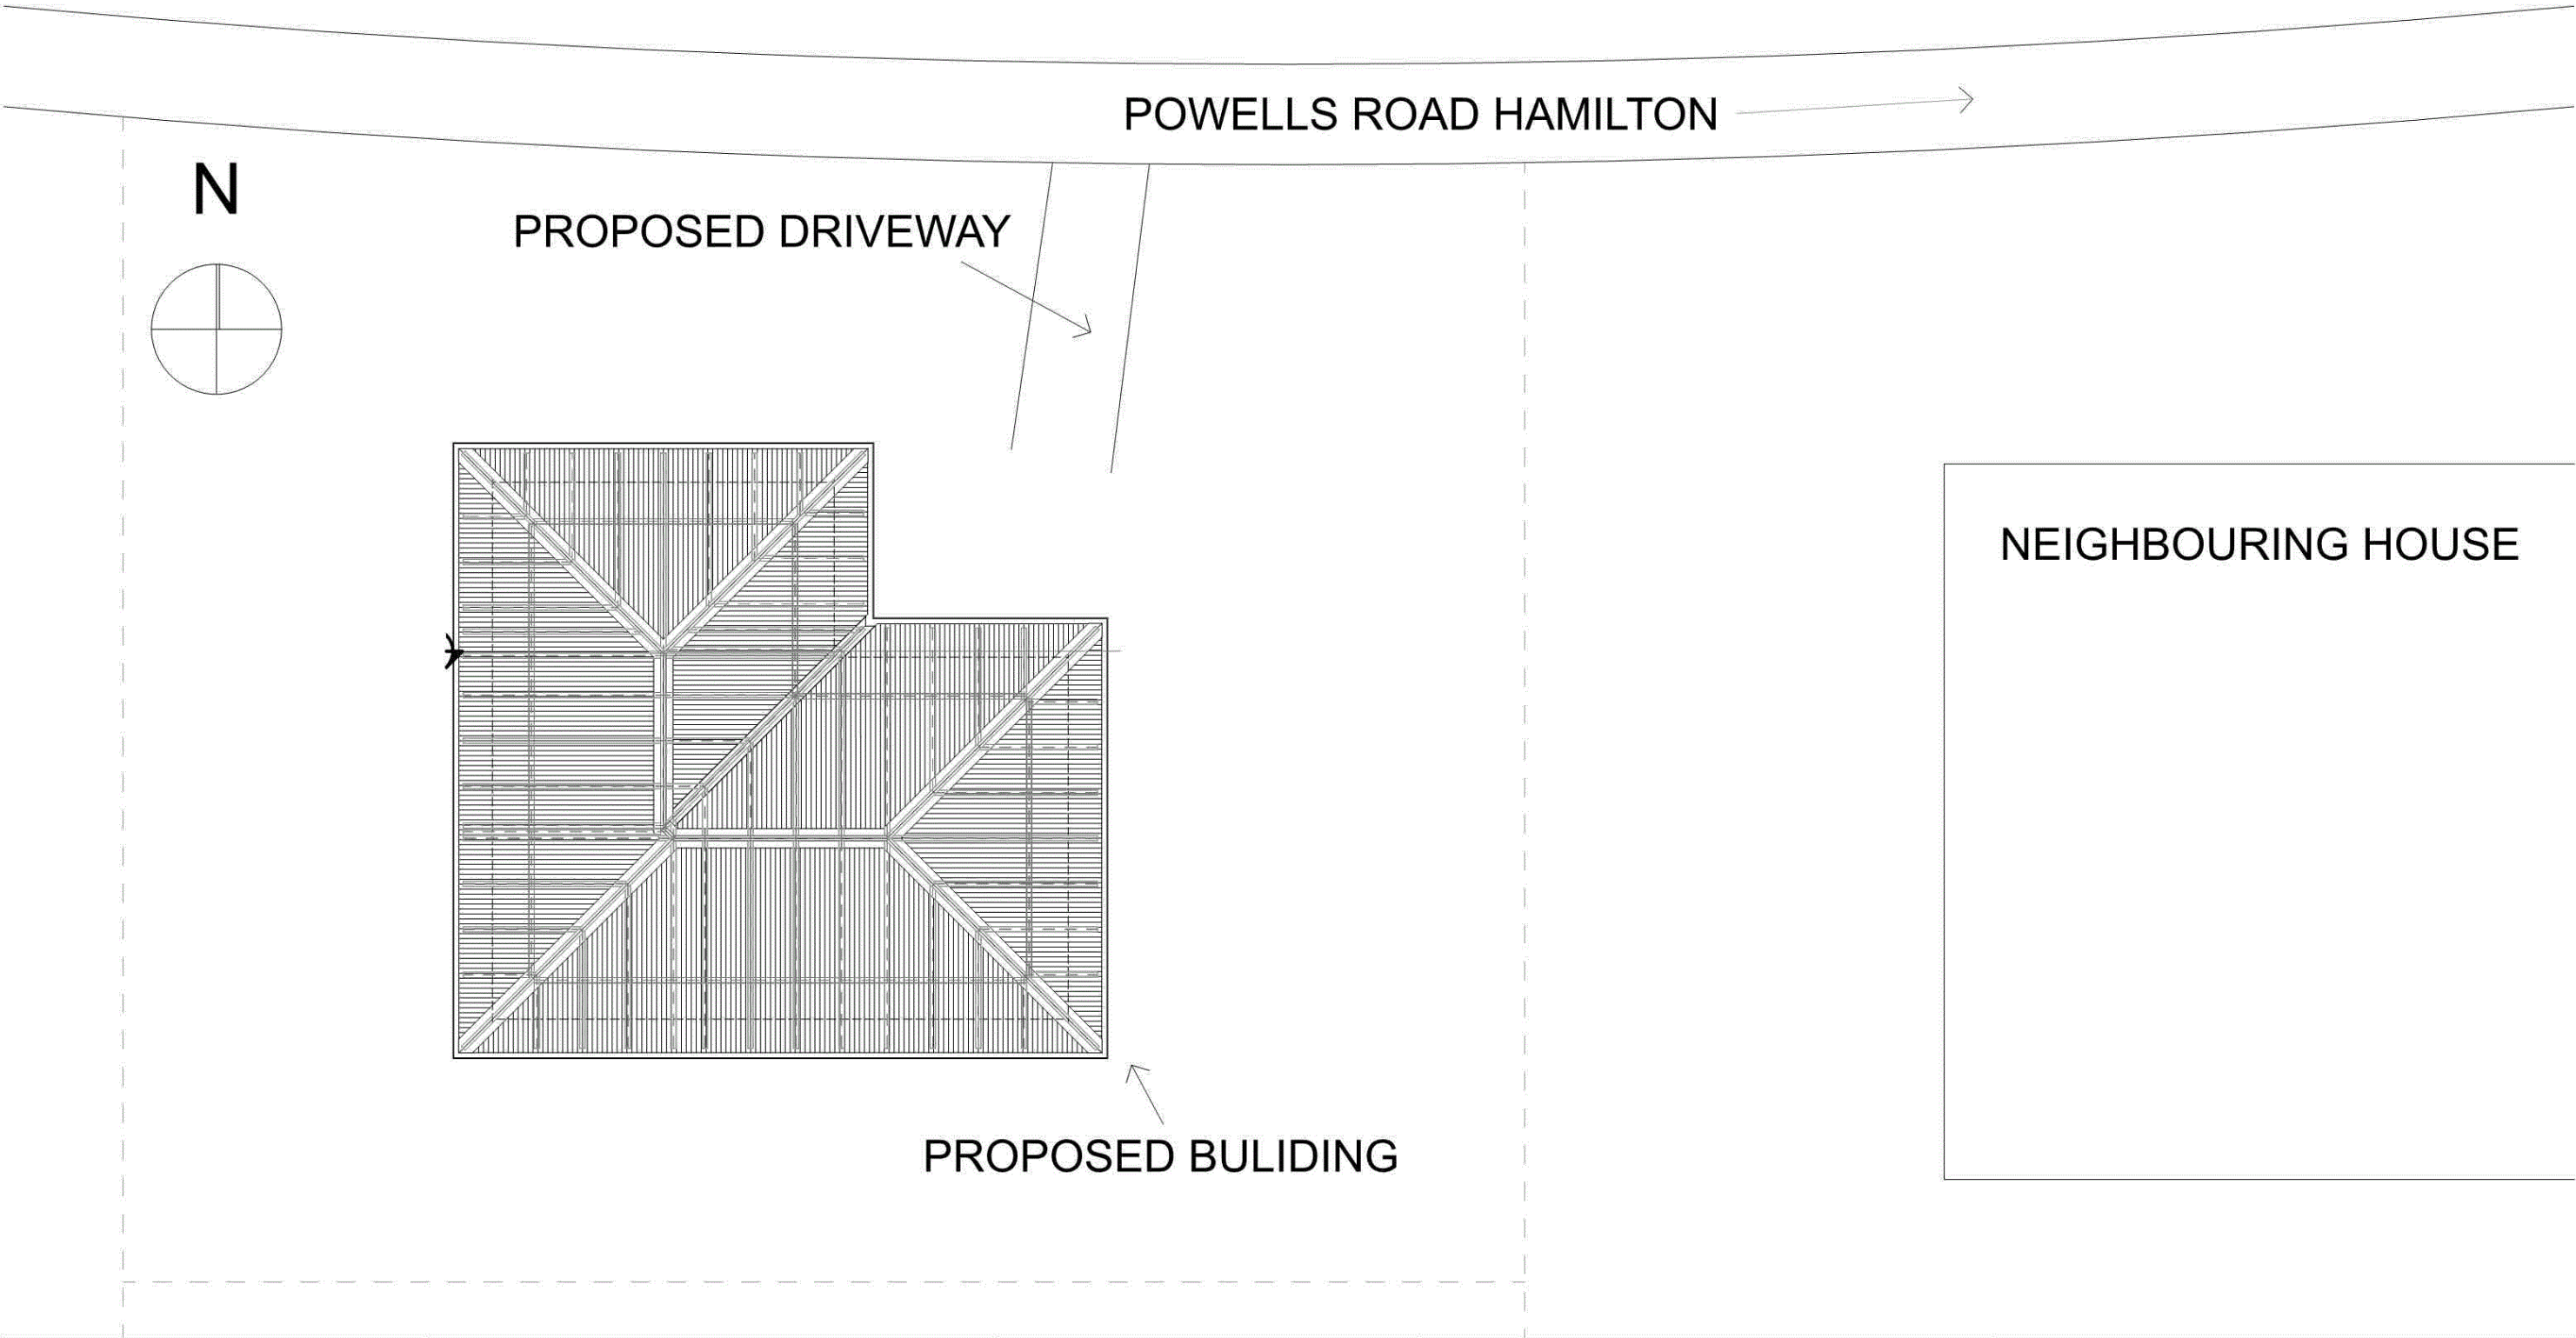 POWELLS ROAD HAMILTON
N
PROPOSED DRIVEWAY
NEIGHBOURING HOUSE
PROPOSED BULIDING